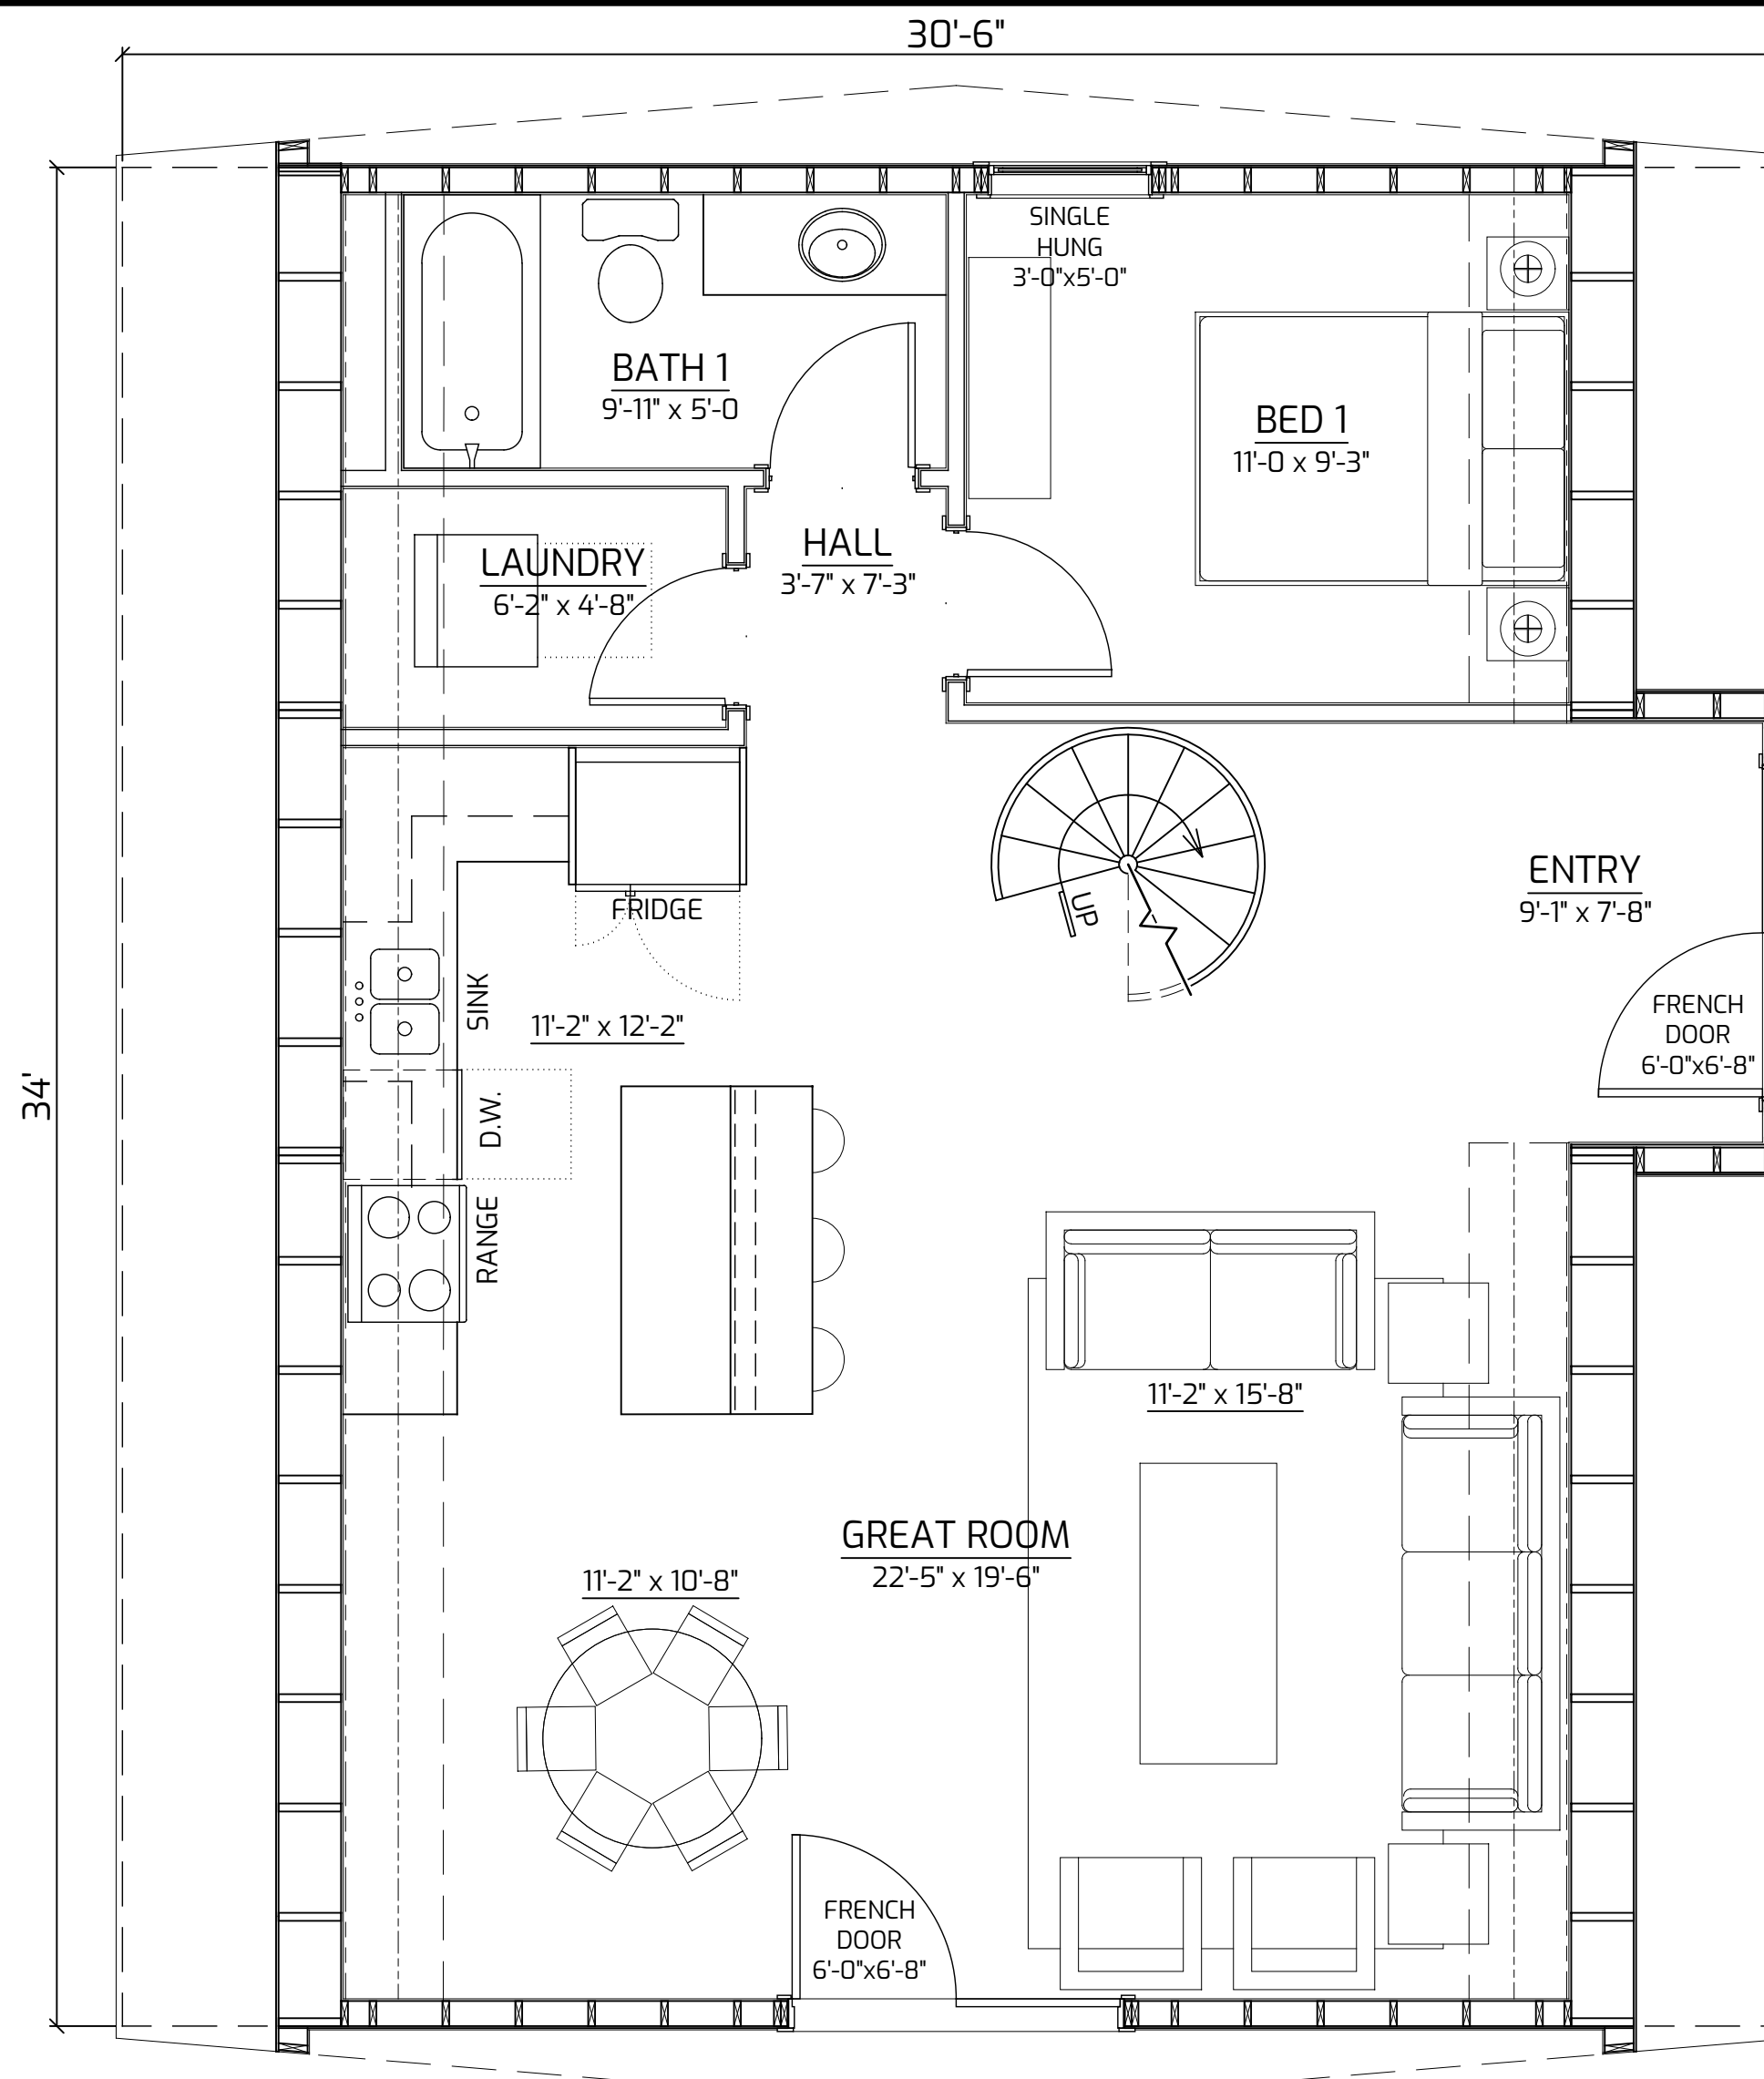 30'-6"
SINGLE
HUNG
3'-0"x5'-0"
BATH 1
9'-11" x 5'-0
BED 1
11'-0 x 9'-3"
LAUNDRY
6'-2" x 4'-8"
HALL
3'-7" x 7'-3"
FRIDGE
UP
ENTRY
9'-1" x 7'-8"
SINK
11'-2" x 12'-2"
FRENCH
DOOR
6'-0"x6'-8"
34'
D.W.
RANGE
11'-2" x 15'-8"
GREAT ROOM
22'-5" x 19'-6"
11'-2" x 10'-8"
FRENCH
DOOR
6'-0"x6'-8"